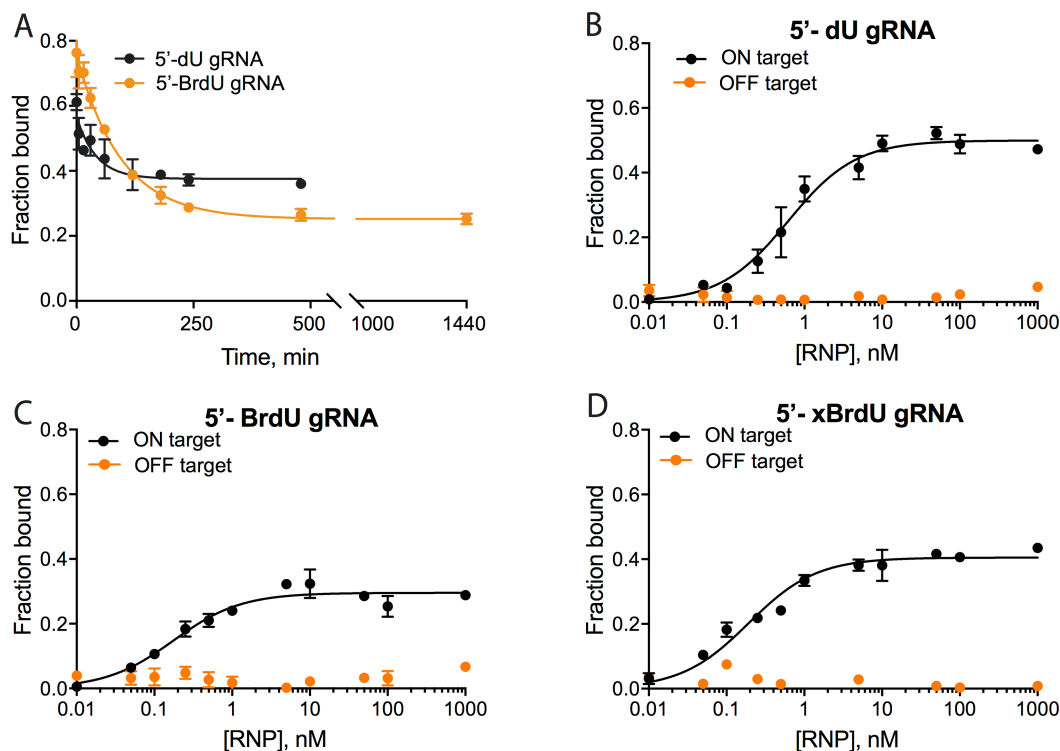 A
0.8
0.6
0.4
0.2
0.0
Fraction bound
5’-dU gRNA
5’-BrdU gRNA
0 250 500 1000 1440
Time, min
B
5’- dU gRNA
ON target
OFF target
0.8
0.6
0.4
0.2
0.0
Fraction bound
0.01 0.1 1 10 100 1000
[RNP], nM
C
5’- BrdU gRNA
ON target
OFF target
0.8
0.6
0.4
0.2
0.0
Fraction bound
0.01 0.1 1 10 100 1000
[RNP], nM
D
5’- xBrdU gRNA
ON target
OFF target
0.8
0.6
0.4
0.2
0.0
Fraction bound
0.01 0.1 1 10 100 1000
[RNP], nM